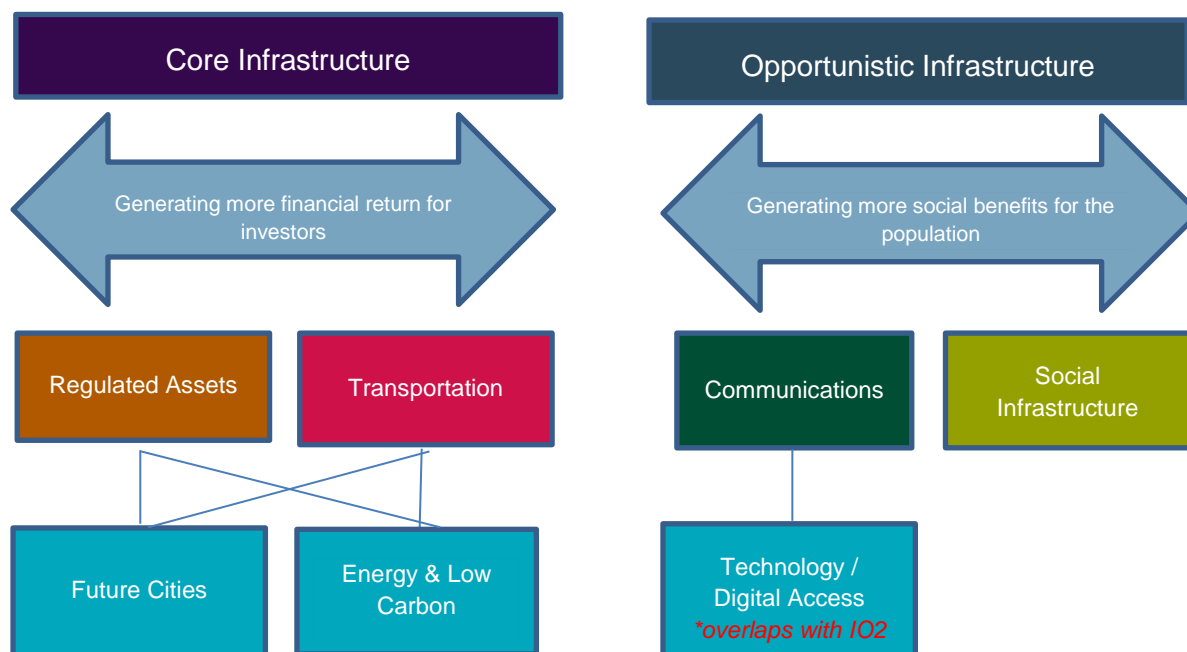 Core Infrastructure
Opportunistic Infrastructure
Generating more financial return for
investors
Generating more social benefits for the
population
Regulated Assets
Transportation
Communications
Social
Infrastructure
Future Cities
Energy & Low
Carbon
Technology /
Digital Access
*overlaps with IO2